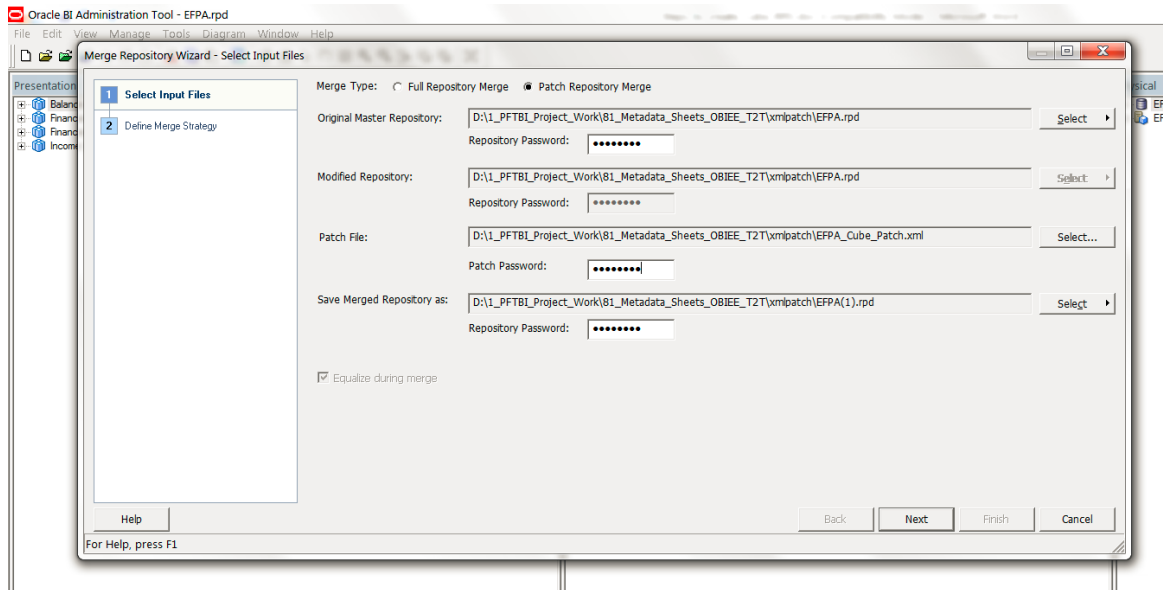 Oracle BI Administration Tool - EFPA.rpd
File Edit View Manage Tools Diagram Window Help
Merge Repository Wizard - Select Input Files
Presentation
Balanc
Financ
Financ
Income
ysical
EF
EF
1 Select Input Files
2 Define Merge Strategy
Merge Type: Full Repository Merge Patch Repository Merge
Original Master Repository: D:\1_PFTBI_Project_Work\81_Metadata_Sheets_OBIEE_T2T\xmlpatch\EFPA.rpd Select
Repository Password: ●●●●●●●●
Modified Repository: D:\1_PFTBI_Project_Work\81_Metadata_Sheets_OBIEE_T2T\xmlpatch\EFPA.rpd Select
Repository Password: ●●●●●●●●
Patch File: D:\1_PFTBI_Project_Work\81_Metadata_Sheets_OBIEE_T2T\xmlpatch\EFPA_Cube_Patch.xml Select...
Patch Password: ●●●●●●●●
Save Merged Repository as: D:\1_PFTBI_Project_Work\81_Metadata_Sheets_OBIEE_T2T\xmlpatch\EFPA(1).rpd Select
Repository Password: ●●●●●●●●
Equalize during merge
Help Back Next Finish Cancel
For Help, press F1